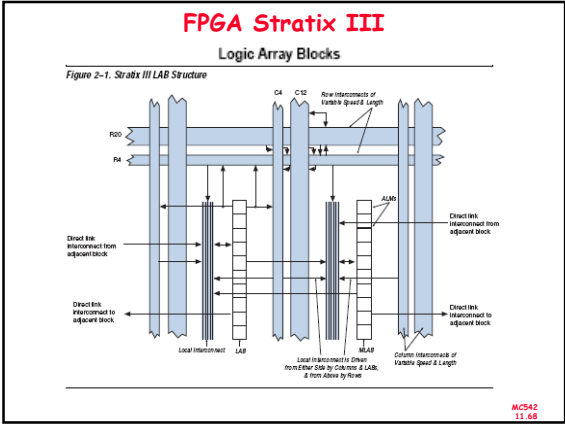 FPGA Stratix III
Logic Array Blocks
Figure 2–1. Stratix III LAB Structure
C4
C12
Row Interconnects of
Variable Speed & Length
R20
R4
ALMs
Direct link
interconnect from
adjacent block
Direct link
interconnect from
adjacent block
Direct link
interconnect to
adjacent block
Direct link
interconnect to
adjacent block
Local Interconnect
LAB
Local Interconnect is Driven
from Either Side by Columns & LABs,
& from Above by Rows
MLAB
Column Interconnects of
Variable Speed & Length
MC542
11.68